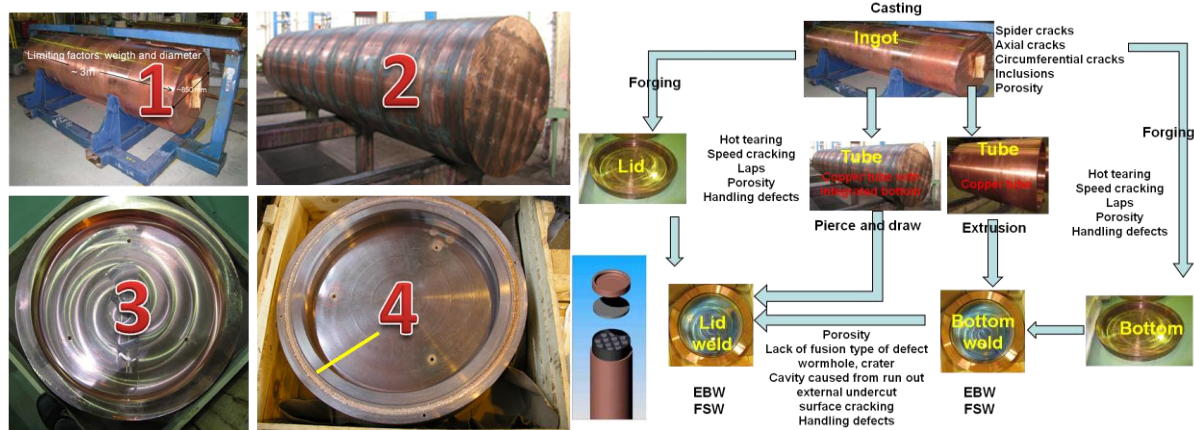 Limiting factors: weigth and diameter
~ 3m
~850 mm
1
2
3
4
Casting
Ingot
Spider cracks
Axial cracks
Circumferential cracks
Inclusions
Porosity
Forging
Forging
Lid
Hot tearing
Speed cracking
Laps
Porosity
Handling defects
Tube
Copper tube with
integrated bottom
Tube
Copper tube
Hot tearing
Speed cracking
Laps
Porosity
Handling defects
Pierce and draw
Extrusion
Lid
weld
Bottom
weld
Bottom
Porosity
Lack of fusion type of defect
wormhole, crater
Cavity caused from run out
external undercut
surface cracking
Handling defects
EBW
FSW
EBW
FSW